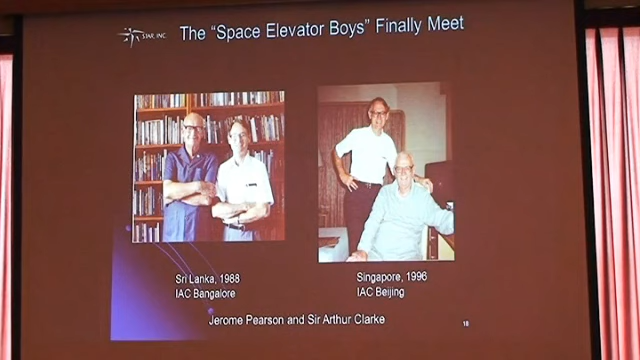 STAR, INC.
The “Space Elevator Boys” Finally Meet
Sri Lanka, 1988
IAC Bangalore
Singapore, 1996
IAC Beijing
Jerome Pearson and Sir Arthur Clarke
18